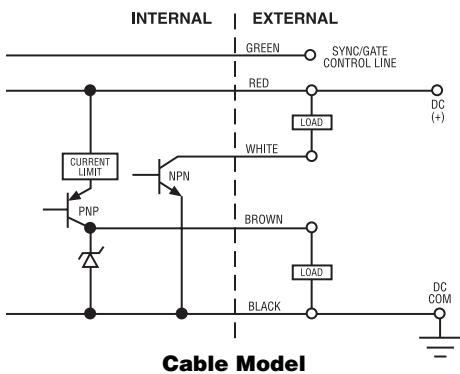 INTERNAL EXTERNAL
GREEN
SYNC/GATE
CONTROL LINE
RED
DC
(+)
LOAD
WHITE
CURRENT
LIMIT
NPN
PNP
BROWN
LOAD
DC
COM
BLACK
Cable Model